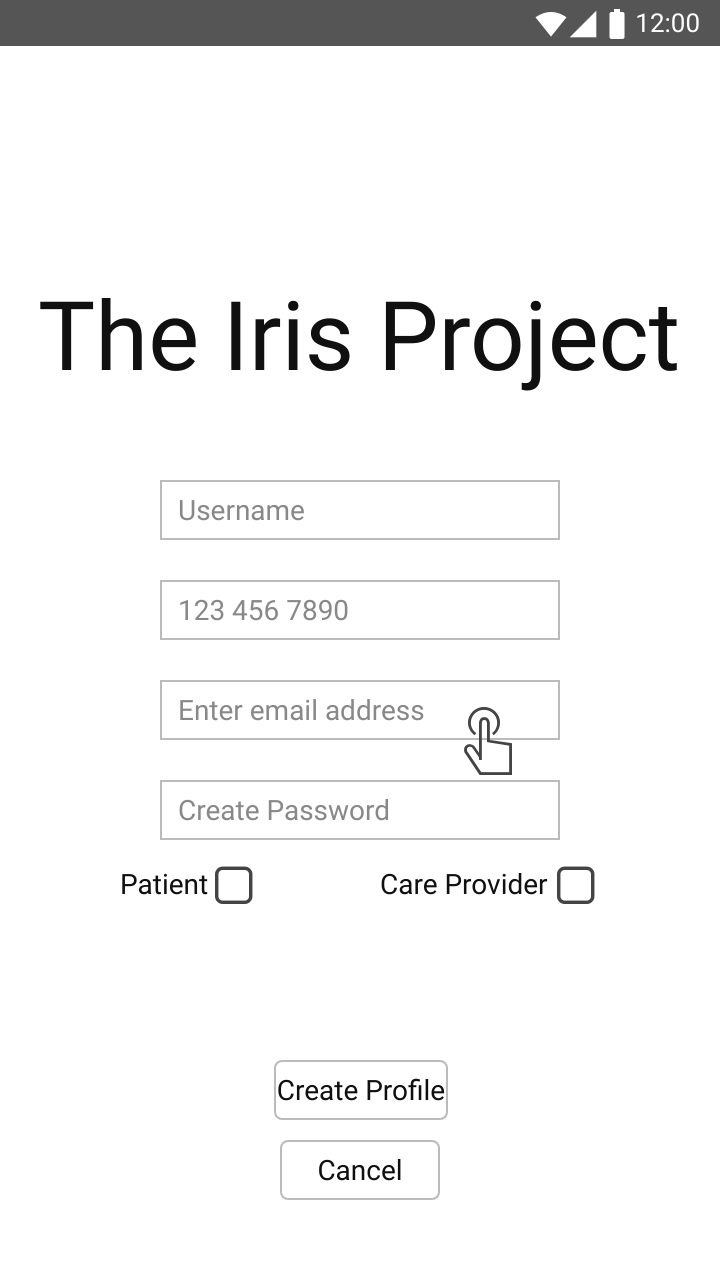 12:00
The Iris Project
Username
123 456 7890
Enter email address
Create Password
Patient Care Provider
Create Profile
Cancel